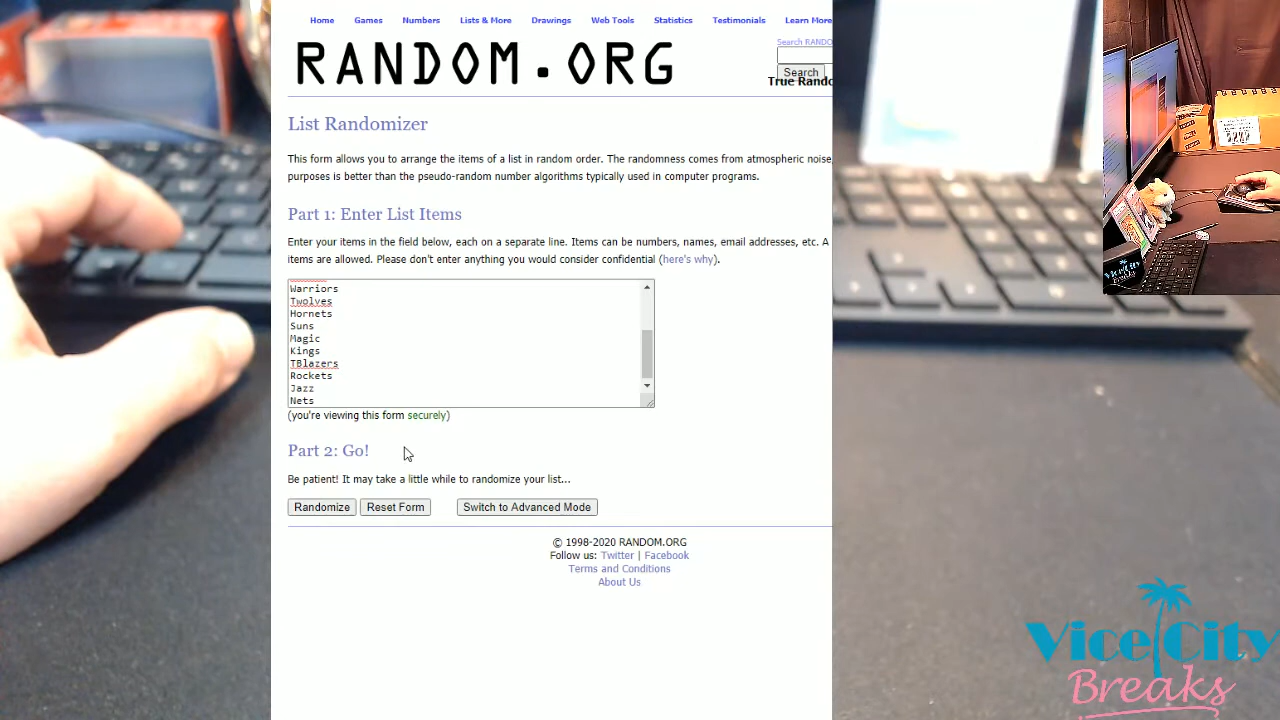 Home Games Numbers Lists & More Drawings Web Tools Statistics Testimonials Learn More
RANDOM.ORG
Search RANDO
Search
True Rando
List Randomizer
This form allows you to arrange the items of a list in random order. The randomness comes from atmospheric noise,
purposes is better than the pseudo-random number algorithms typically used in computer programs.
Part 1: Enter List Items
Enter your items in the field below, each on a separate line. Items can be numbers, names, email addresses, etc. A
items are allowed. Please don't enter anything you would consider confidential (here's why).
Warriors
Twolves
Hornets
Suns
Magic
Kings
TBlazers
Rockets
Jazz
Nets
(you're viewing this form securely)
Part 2: Go!
Be patient! It may take a little while to randomize your list...
Randomize Reset Form Switch to Advanced Mode
© 1998-2020 RANDOM.ORG
Follow us: Twitter | Facebook
Terms and Conditions
About Us
Vice City
Breaks